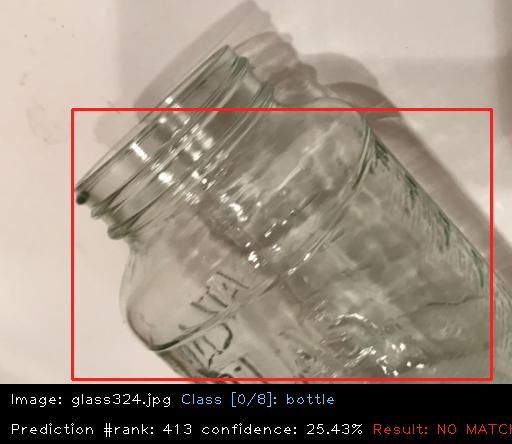 Image: glass324.jpg Class [0/8]: bottle
Prediction #rank: 413 confidence: 25.43% Result: NO MATCH